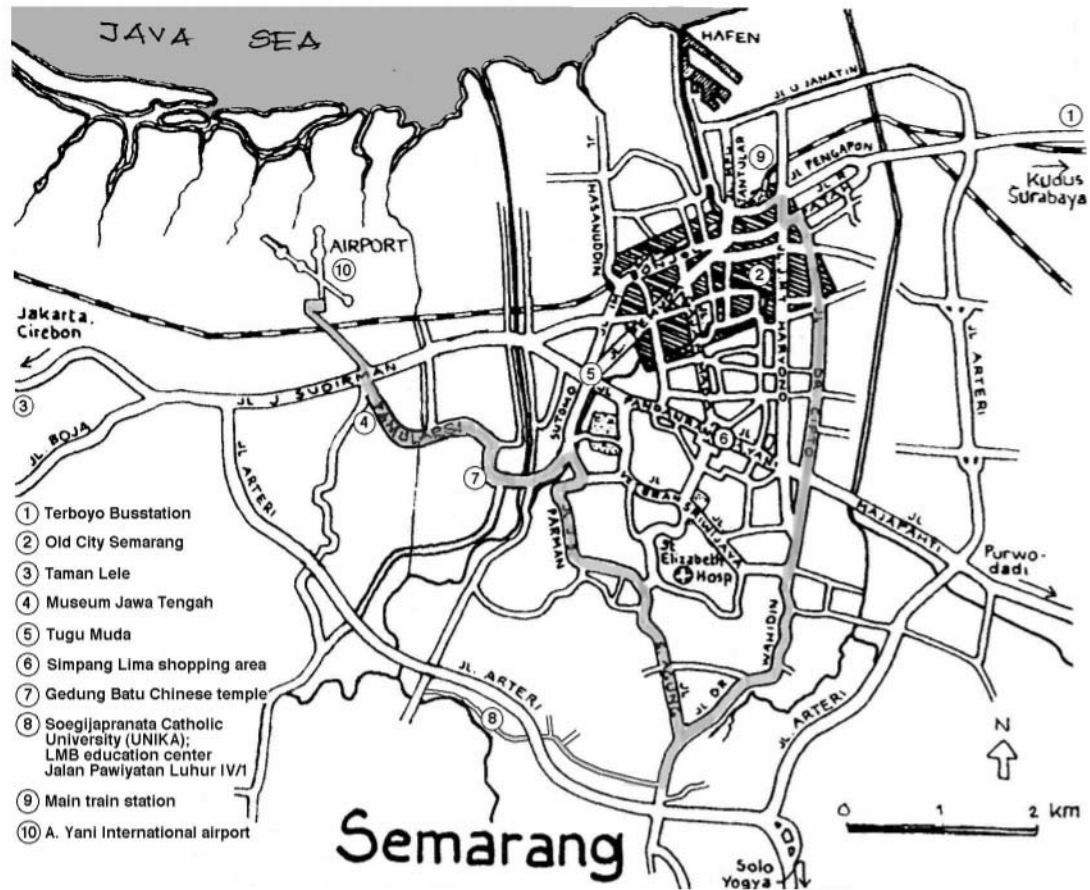 JAVA SEA
HAFEN
JL U JANATIN
1
9
JL PENGAPON
Kudus
Surabaya
JL
HASANUDDIN
AIRPORT
10
2
Jakarta.
Cirebon
JL ARTERI
JL J SUDIRMAN
5
3
4
SUTOMO
6
JL. BOJA
7
JL ARTERI
PARMAN
SRIWIJAYA
St.
Elizabeth
Hosp
JL
MAJAPAHIT
Purwo-
dadi
WAHIDIN
JL DR
JL. ARTERI
8
JL. ARTERI
N
1 Terboyo Busstation
2 Old City Semarang
3 Taman Lele
4 Museum Jawa Tengah
5 Tugu Muda
6 Simpang Lima shopping area
7 Gedung Batu Chinese temple
8 Soegijapranata Catholic
University (UNIKA);
LMB education center
Jalan Pawiyatan Luhur IV/1
9 Main train station
10 A. Yani International airport
0 1 2 km
Semarang
Solo
Yogya